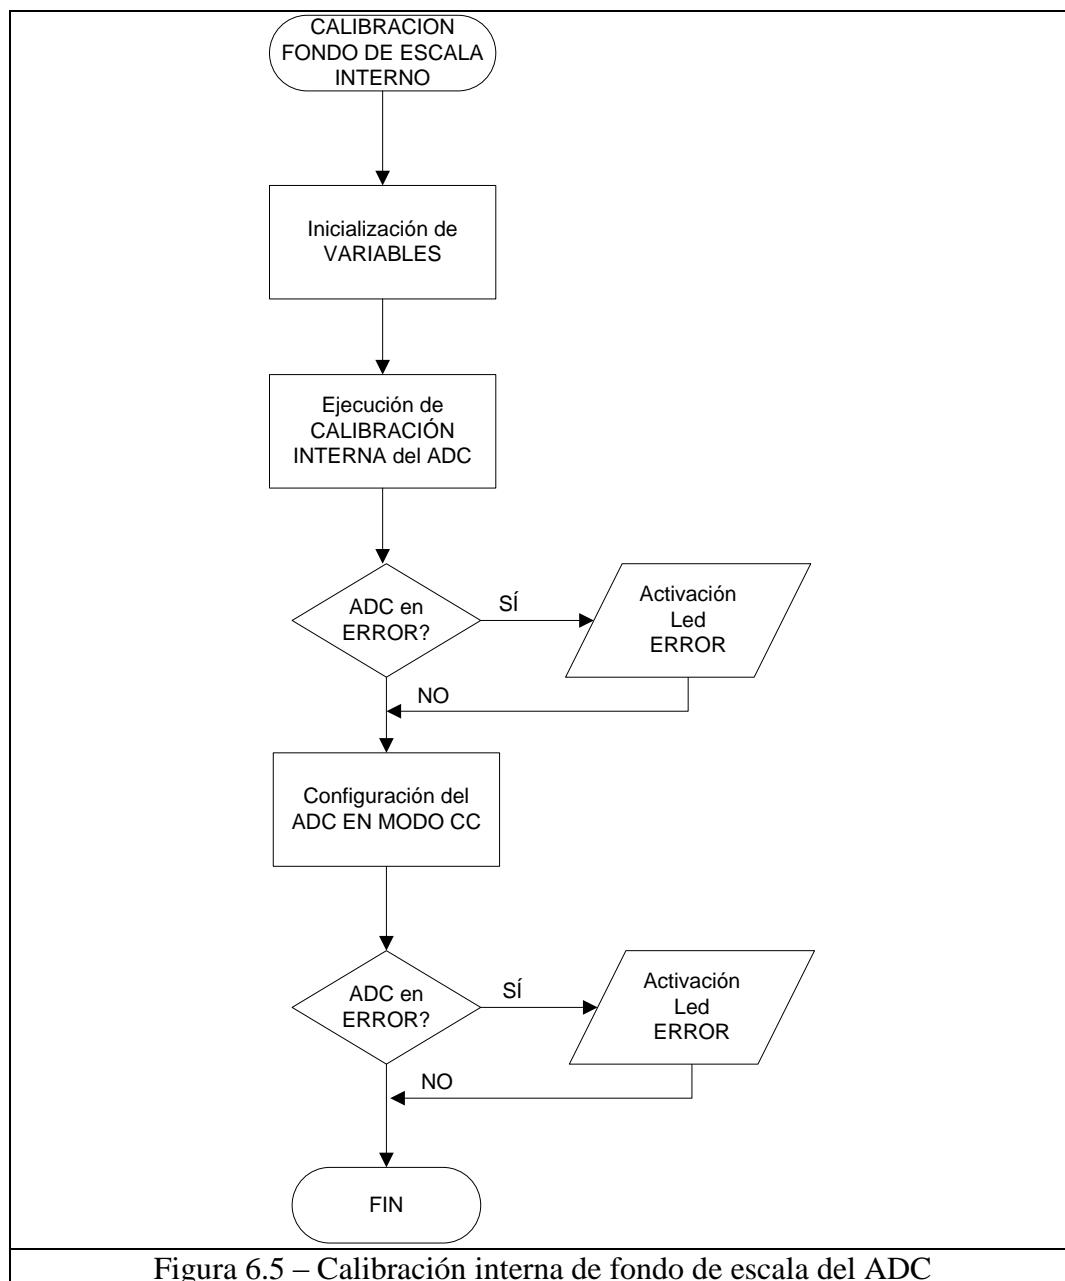 CALIBRACION
FONDO DE ESCALA
INTERNO
Inicialización de
VARIABLES
Ejecución de
CALIBRACIÓN
INTERNA del ADC
ADC en
ERROR?
SÍ
Activación
Led
ERROR
NO
Configuración del
ADC EN MODO CC
ADC en
ERROR?
SÍ
Activación
Led
ERROR
NO
FIN
Figura 6.5 – Calibración interna de fondo de escala del ADC